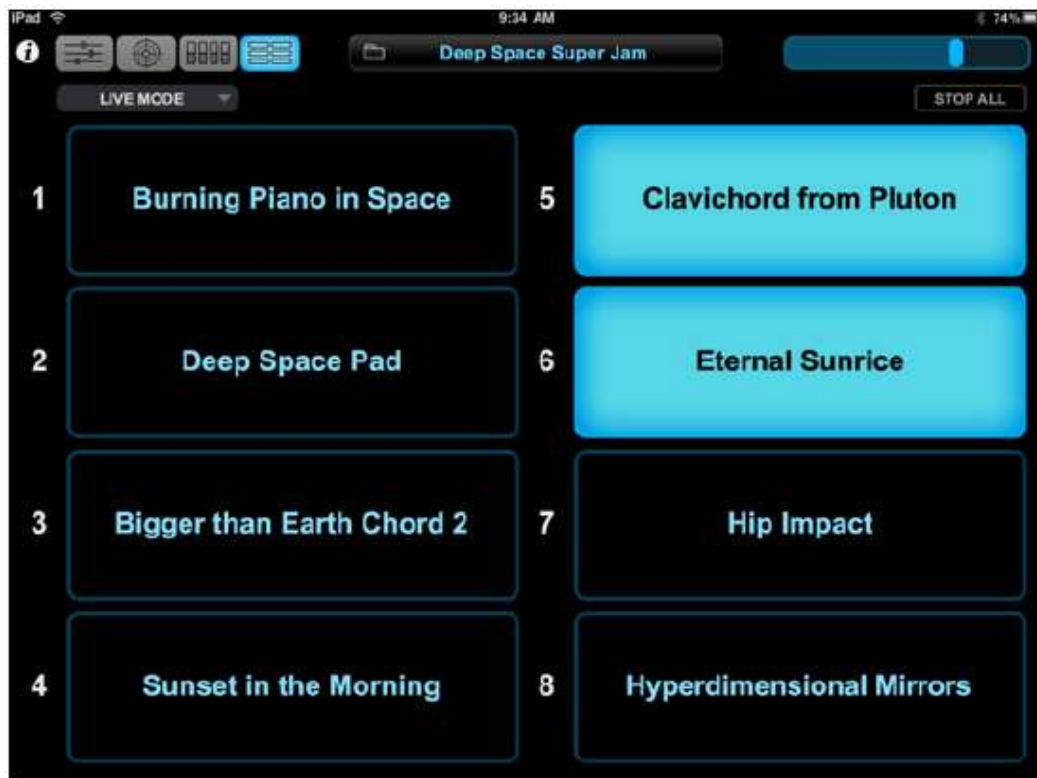 iPad 9:34 AM 74%
i Deep Space Super Jam
LIVE MODE STOP ALL
1 Burning Piano in Space
5 Clavichord from Pluton
2 Deep Space Pad
6 Eternal Sunrice
3 Bigger than Earth Chord 2
7 Hip Impact
4 Sunset in the Morning
8 Hyperdimensional Mirrors